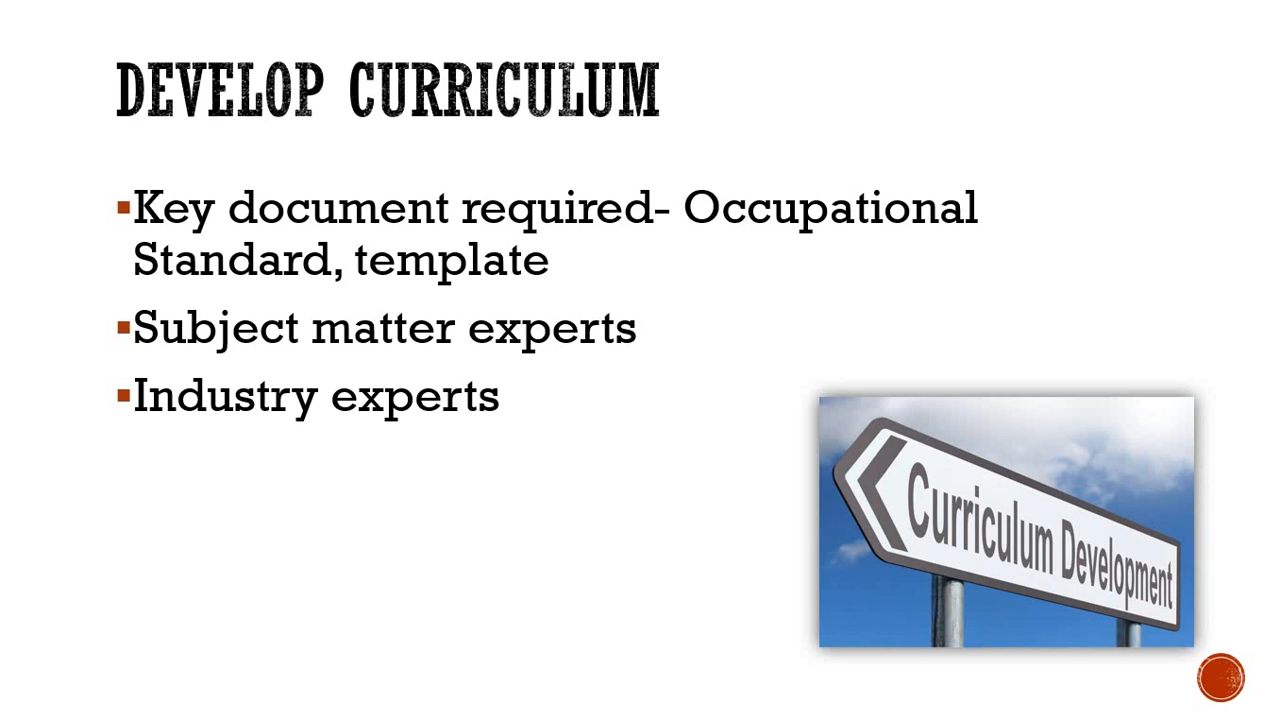 DEVELOP CURRICULUM
▪Key document required- Occupational
Standard, template
▪Subject matter experts
▪Industry experts
Curriculum Development